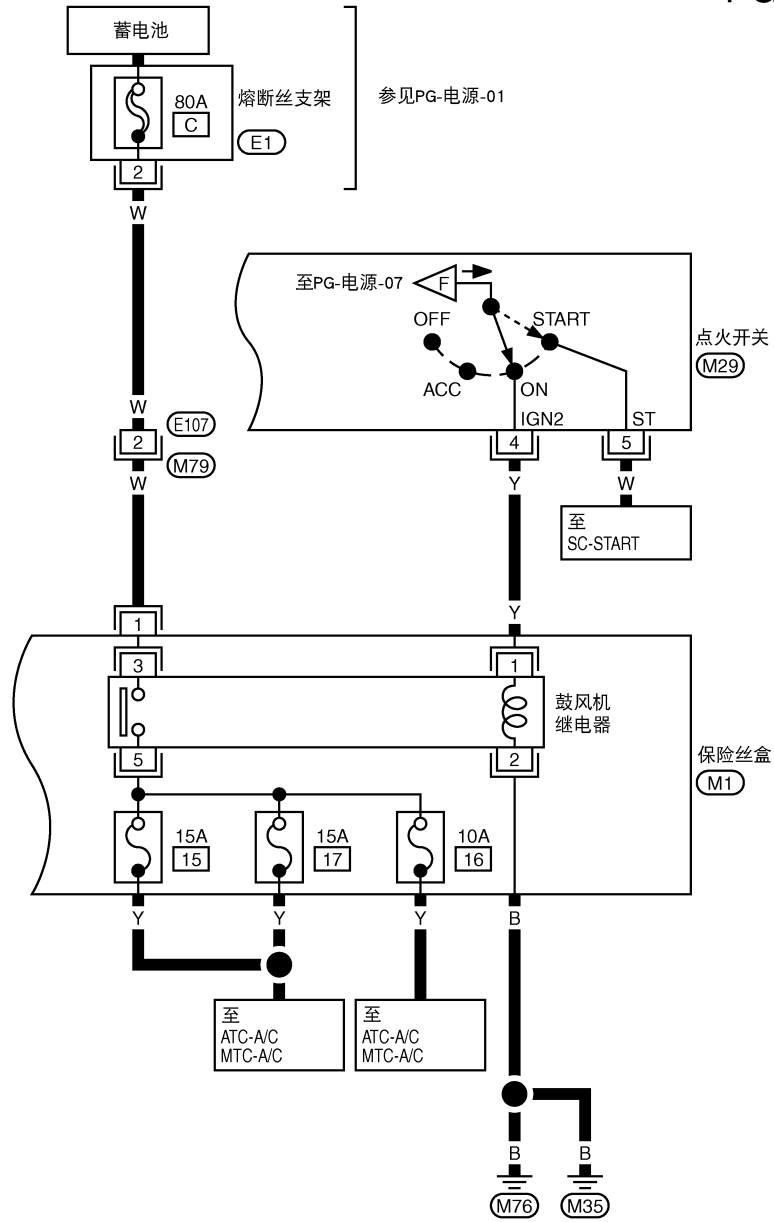 蓄电池
80A
C
熔断丝支架
E1
参见PG-电源-01
2
W
至PG-电源-07
F
OFF
START
ACC
ON
IGN2
ST
点火开关
M29
W
E107
2
M79
4
5
W
Y
W
至
SC-START
Y
1
3
1
鼓风机
继电器
5
2
保险丝盒
M1
15A
15
15A
17
10A
16
Y
Y
Y
B
至
ATC-A/C
MTC-A/C
至
ATC-A/C
MTC-A/C
B
B
M76
M35